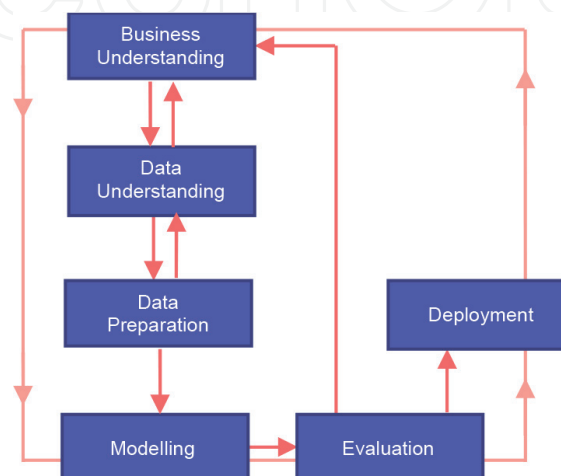 Business
Understanding
Data
Understanding
Data
Preparation
Deployment
Modelling
Evaluation